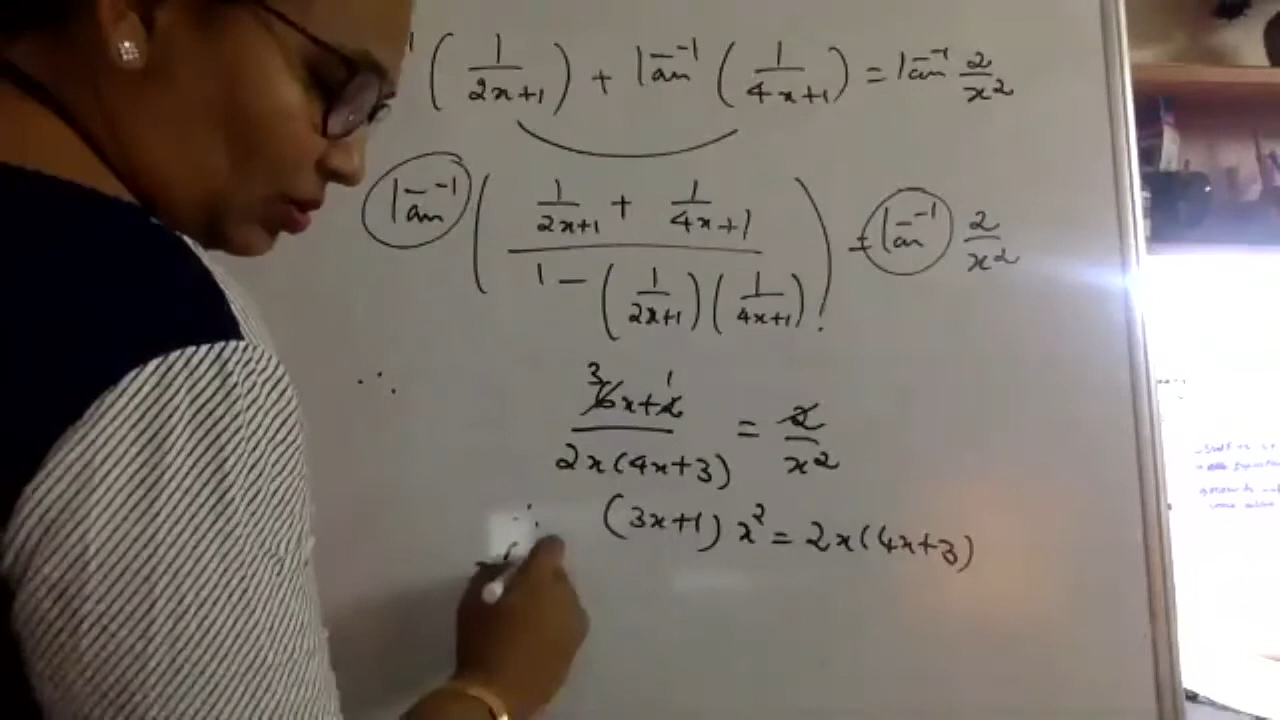 ( 1/(2x+1) ) + tan⁻¹ ( 1/(4x+1) ) = tan⁻¹ 2/x²
tan⁻¹ ( ( 1/(2x+1) + 1/(4x+1) ) / ( 1 - ( 1/(2x+1) ) ( 1/(4x+1) ) ) ) = tan⁻¹ 2/x²
3 1
(6x+2) / (2x(4x+3)) = 2/x²
(3x+1) x² = 2x(4x+3)